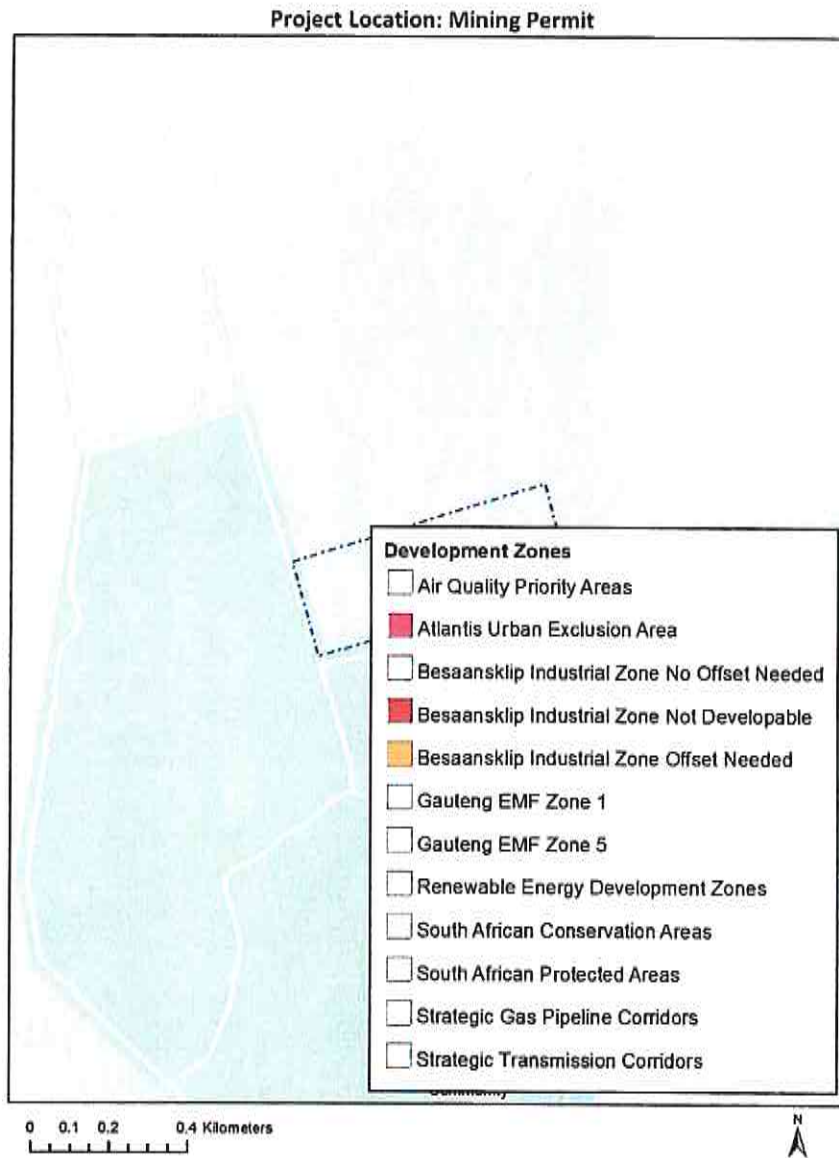 Project Location: Mining Permit
Development Zones
Air Quality Priority Areas
Atlantis Urban Exclusion Area
Besaansklip Industrial Zone No Offset Needed
Besaansklip Industrial Zone Not Developable
Besaansklip Industrial Zone Offset Needed
Gauteng EMF Zone 1
Gauteng EMF Zone 5
Renewable Energy Development Zones
South African Conservation Areas
South African Protected Areas
Strategic Gas Pipeline Corridors
Strategic Transmission Corridors
0 0.1 0.2 0.4 Kilometers
N